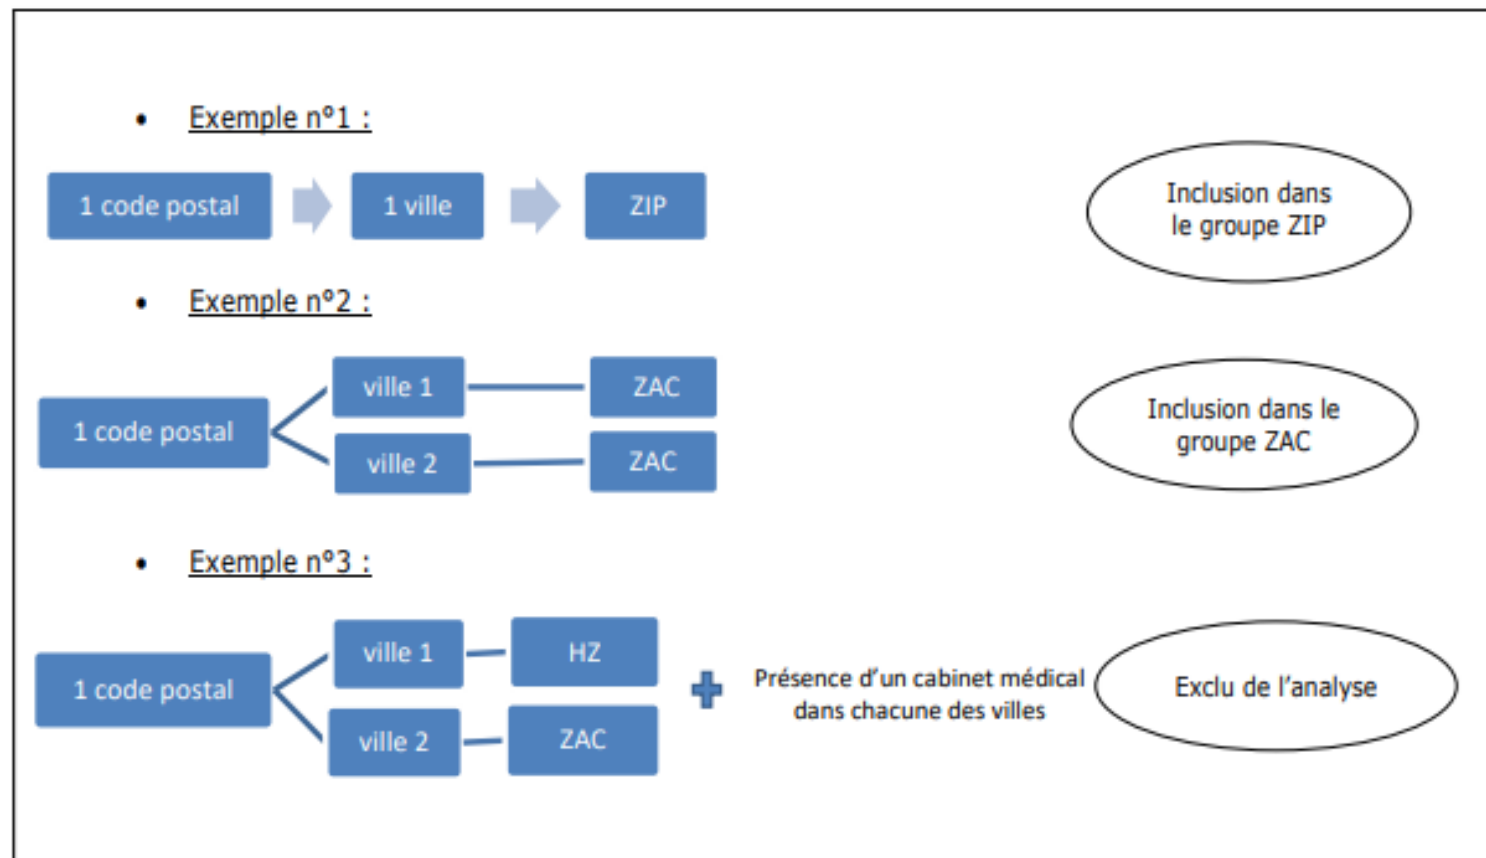 • Exemple n°1 :
1 code postal
1 ville
ZIP
Inclusion dans
le groupe ZIP
• Exemple n°2 :
1 code postal
ville 1
ZAC
ville 2
ZAC
Inclusion dans le
groupe ZAC
• Exemple n°3 :
1 code postal
ville 1
HZ
ville 2
ZAC
Présence d’un cabinet médical
dans chacune des villes
Exclu de l’analyse